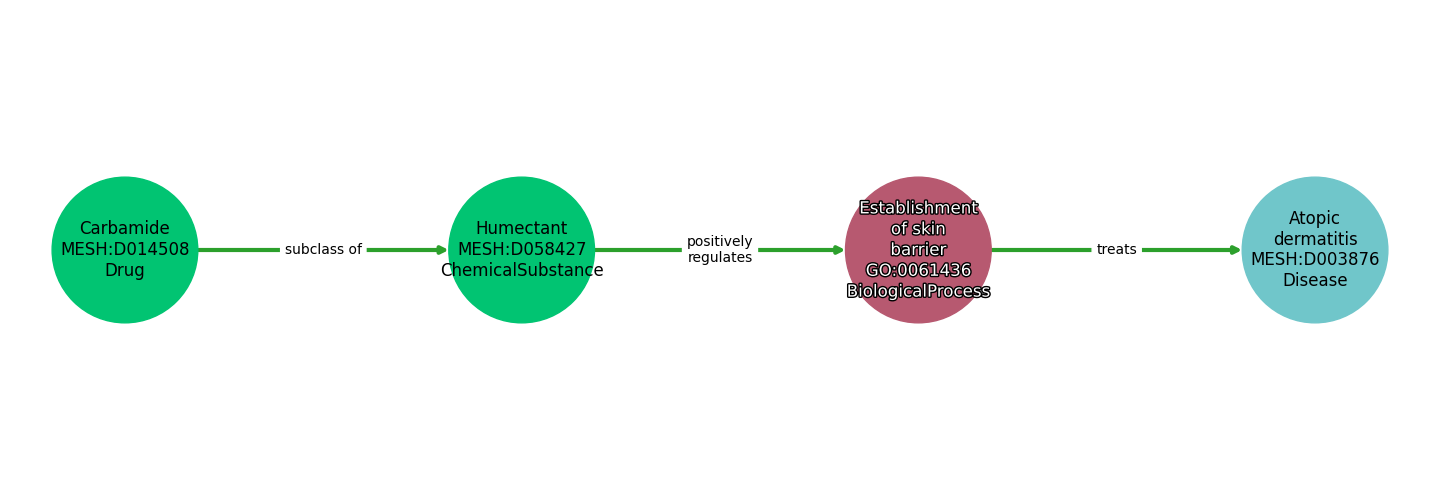 Carbamide
MESH:D014508
Drug
subclass of
Humectant
MESH:D058427
ChemicalSubstance
positively
regulates
Establishment
of skin
barrier
GO:0061436
BiologicalProcess
treats
Atopic
dermatitis
MESH:D003876
Disease